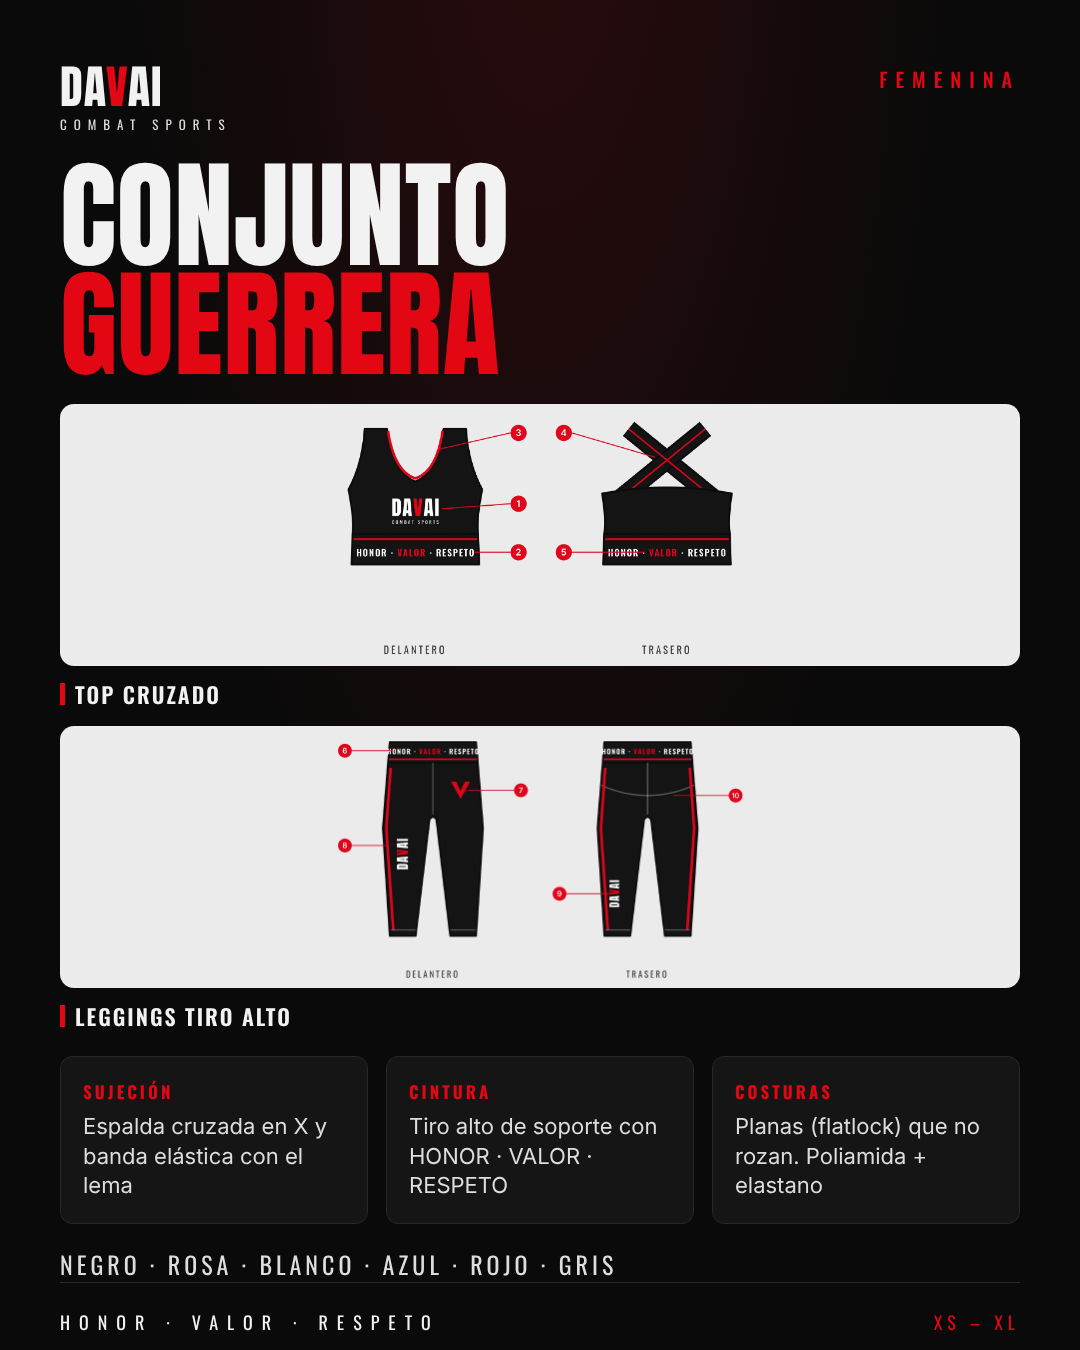 DAVAI
COMBAT SPORTS
FEMENINA
CONJUNTO
GUERRERA
3
4
DAVAI
COMBAT SPORTS
1
HONOR · VALOR · RESPETO
2
5
HONOR · VALOR · RESPETO
DELANTERO
TRASERO
TOP CRUZADO
6
HONOR · VALOR · RESPETO
HONOR · VALOR · RESPETO
7
10
8
DAVAI
9
DAVAI
DELANTERO
TRASERO
LEGGINGS TIRO ALTO
SUJECIÓN
Espalda cruzada en X y
banda elástica con el
lema
CINTURA
Tiro alto de soporte con
HONOR · VALOR ·
RESPETO
COSTURAS
Planas (flatlock) que no
rozan. Poliamida +
elastano
NEGRO · ROSA · BLANCO · AZUL · ROJO · GRIS
HONOR · VALOR · RESPETO
XS – XL